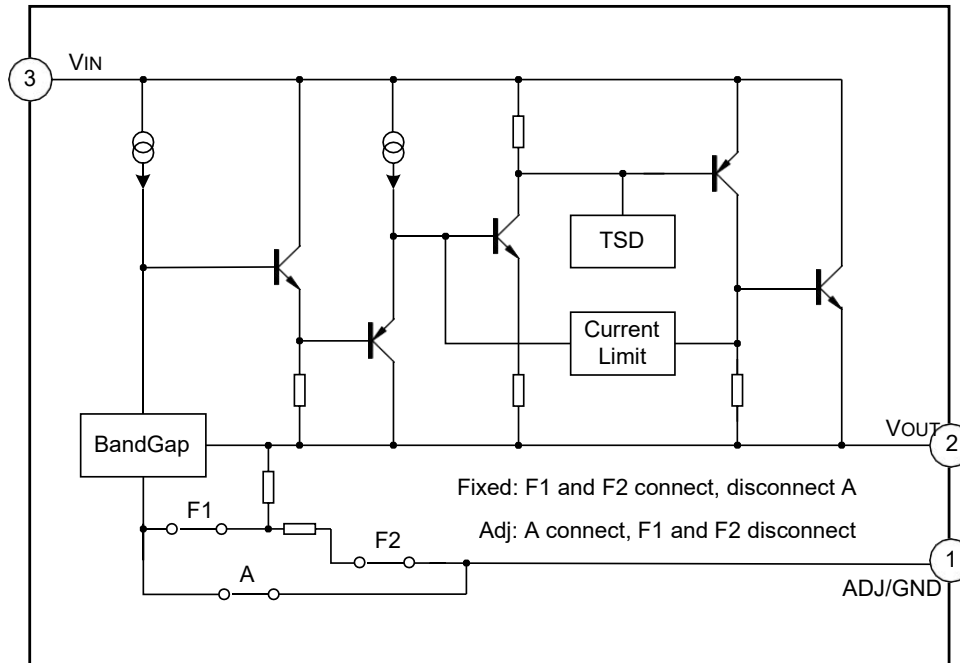 3
VIN
TSD
Current
Limit
BandGap
VOUT
2
Fixed: F1 and F2 connect, disconnect A
F1
Adj: A connect, F1 and F2 disconnect
F2
1
A
ADJ/GND